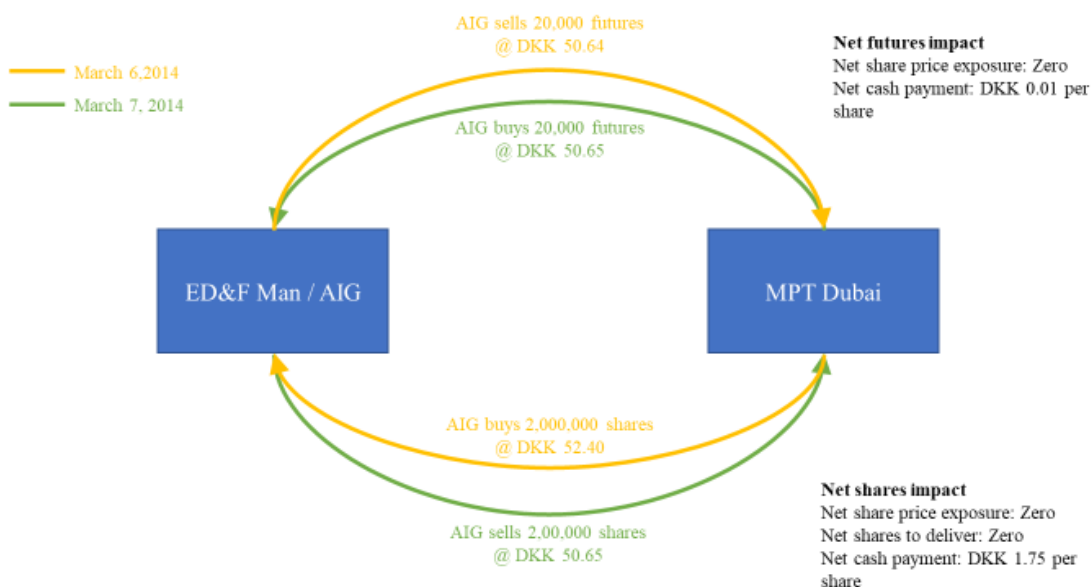 AIG sells 20,000 futures
@ DKK 50.64
Net futures impact
Net share price exposure: Zero
Net cash payment: DKK 0.01 per
share
March 6,2014
March 7, 2014
AIG buys 20,000 futures
@ DKK 50.65
ED&F Man / AIG
MPT Dubai
AIG buys 2,000,000 shares
@ DKK 52.40
Net shares impact
Net share price exposure: Zero
Net shares to deliver: Zero
Net cash payment: DKK 1.75 per
share
AIG sells 2,00,000 shares
@ DKK 50.65